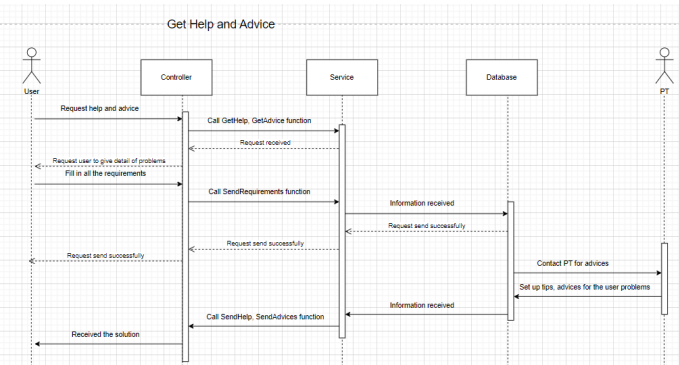 Get Help and Advice
User
Controller
Service
Database
PT
Request help and advice
Call GetHelp, GetAdvice function
Request received
Request user to give detail of problems
Fill in all the requirements
Call SendRequirements function
Information received
Request send successfully
Request send successfully
Request send successfully
Contact PT for advices
Set up tips, advices for the user problems
Information received
Call SendHelp, SendAdvices function
Received the solution